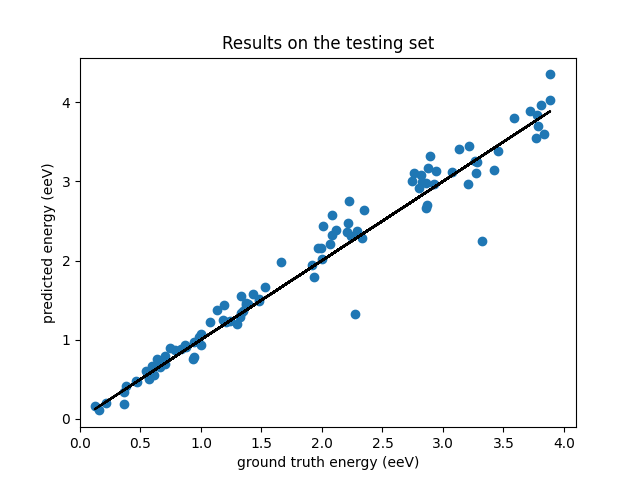 Results on the testing set
predicted energy (eeV)
4
3
2
1
0
0.0 0.5 1.0 1.5 2.0 2.5 3.0 3.5 4.0
ground truth energy (eeV)